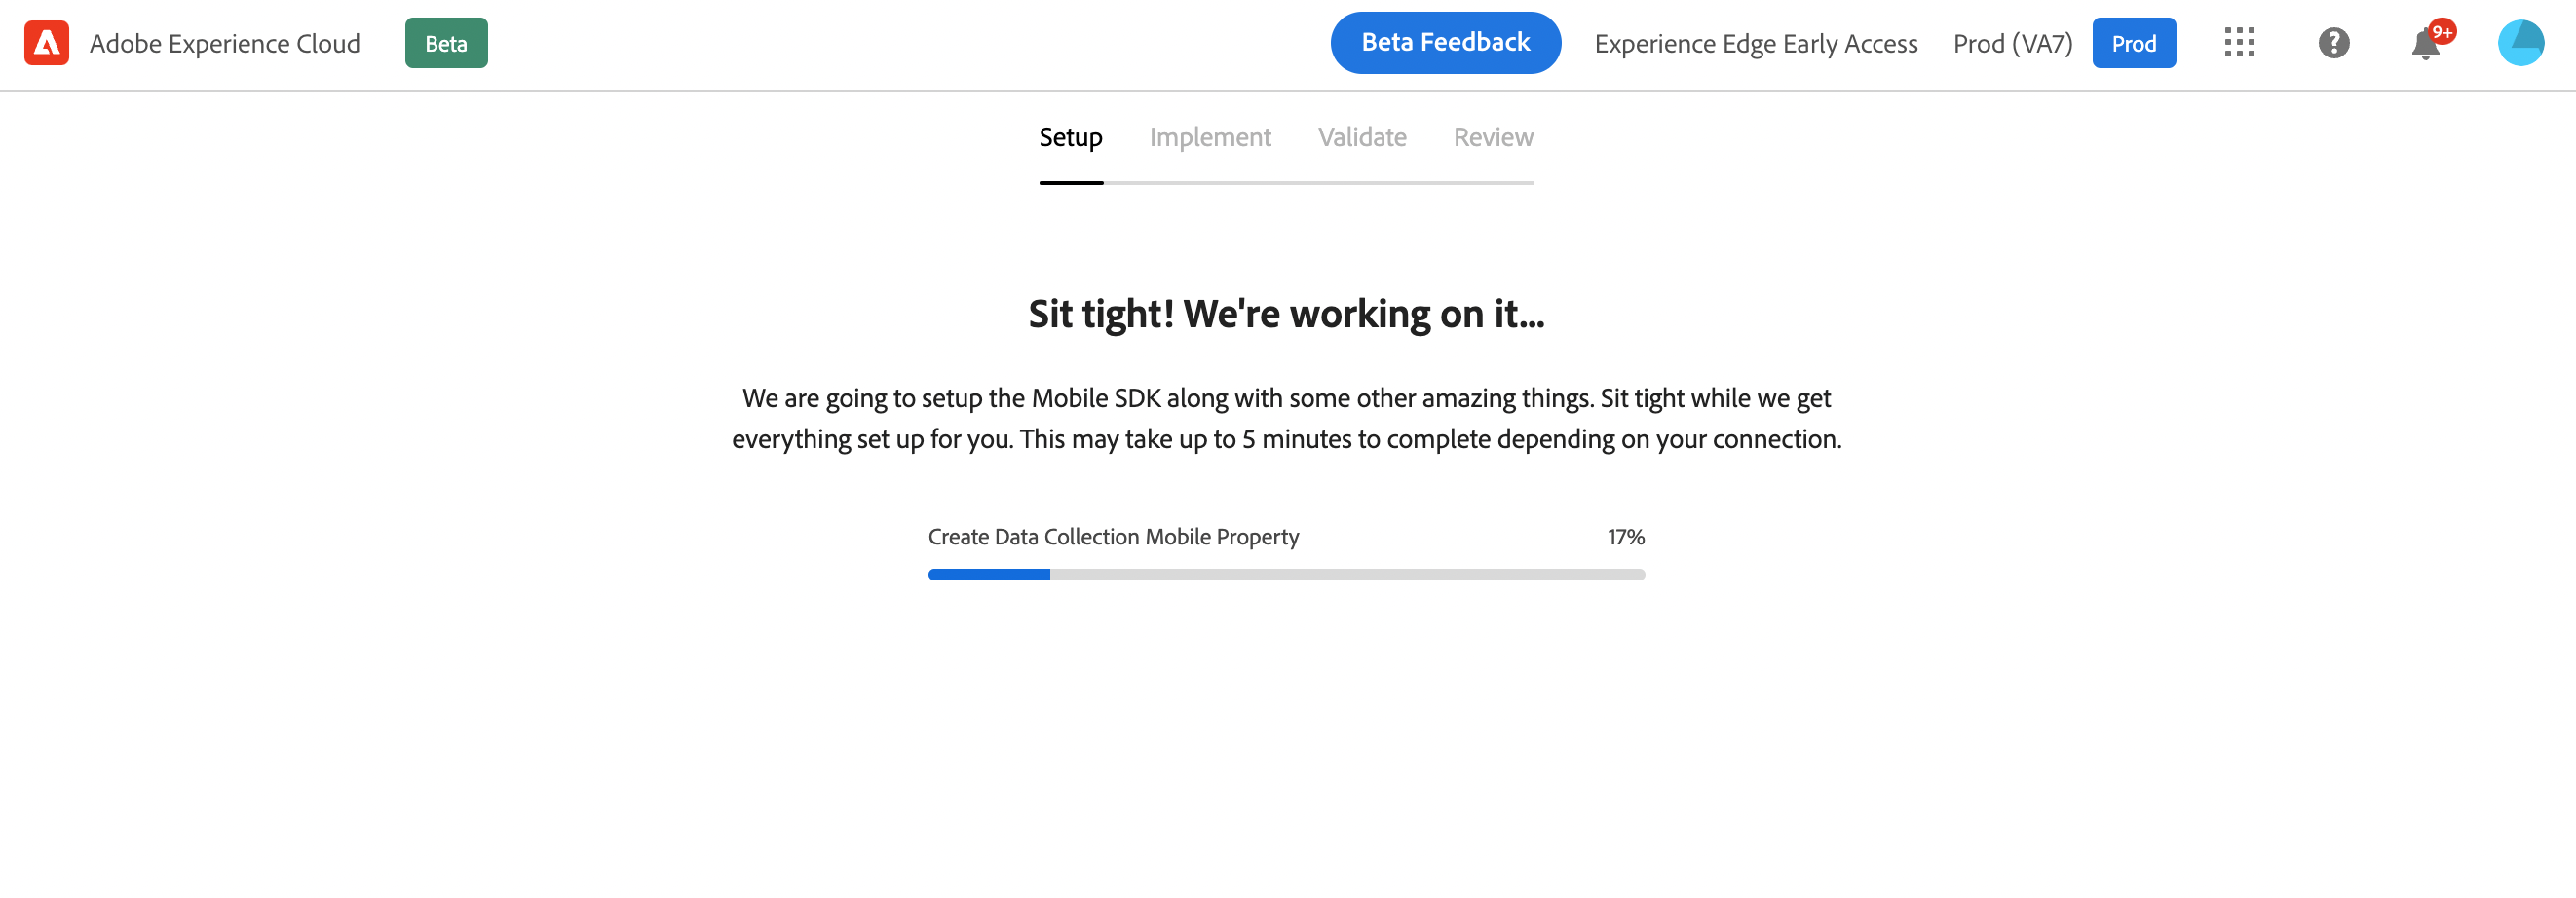 Adobe Experience Cloud Beta Beta Feedback Experience Edge Early Access Prod (VA7) Prod 9+
Setup Implement Validate Review
Sit tight! We're working on it...
We are going to setup the Mobile SDK along with some other amazing things. Sit tight while we get
everything set up for you. This may take up to 5 minutes to complete depending on your connection.
Create Data Collection Mobile Property 17%